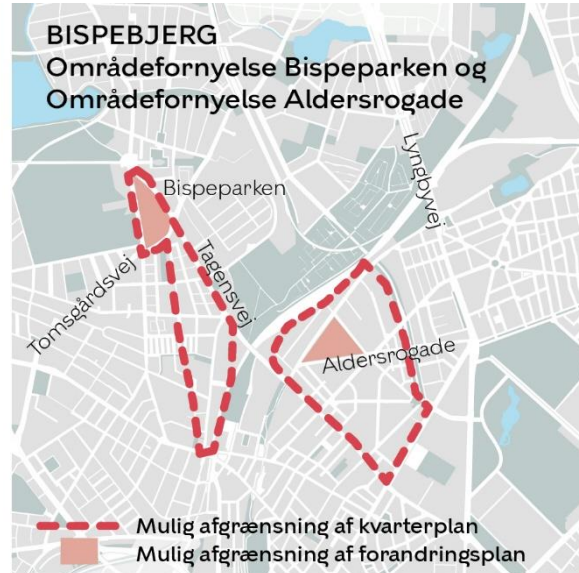 BISPEBJERG
Områdefornyelse Bispeparken og
Områdefornyelse Aldersrogade
Lyngbyvej
Bispeparken
Tagensvej
Tomsgårdsvej
Aldersrogade
Mulig afgrænsning af kvarterplan
Mulig afgrænsning af forandringsplan